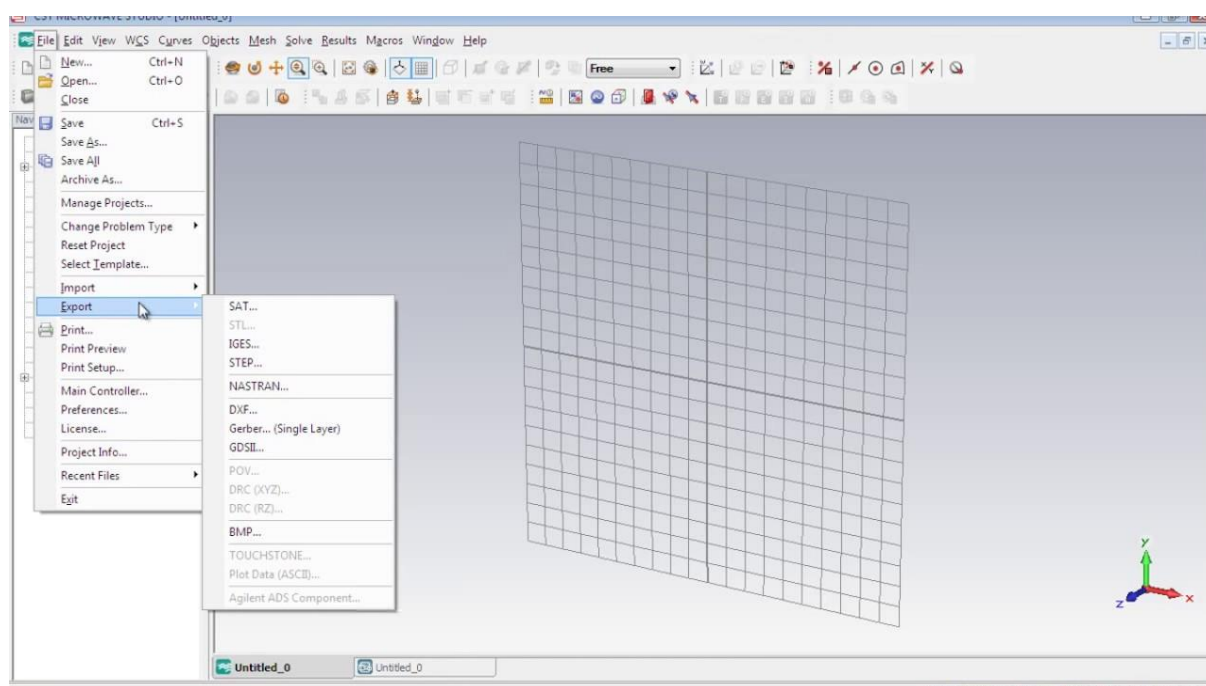 CST MICROWAVE STUDIO - [Untitled_0]
File Edit View WCS Curves Objects Mesh Solve Results Macros Window Help
New... Ctrl+N
Open... Ctrl+O
Close
Free
Nav
Save Ctrl+S
Save As...
Save All
Archive As...
Manage Projects...
Change Problem Type
Reset Project
Select Template...
Import
Export
Print...
Print Preview
Print Setup...
Main Controller...
Preferences...
License...
Project Info...
Recent Files
Exit
SAT...
STL...
IGES...
STEP...
NASTRAN...
DXF...
Gerber... (Single Layer)
GDSII...
POV...
DRC (XYZ)...
DRC (RZ)...
BMP...
TOUCHSTONE...
Plot Data (ASCII)...
Agilent ADS Component...
y
z
x
Untitled_0 Untitled_0